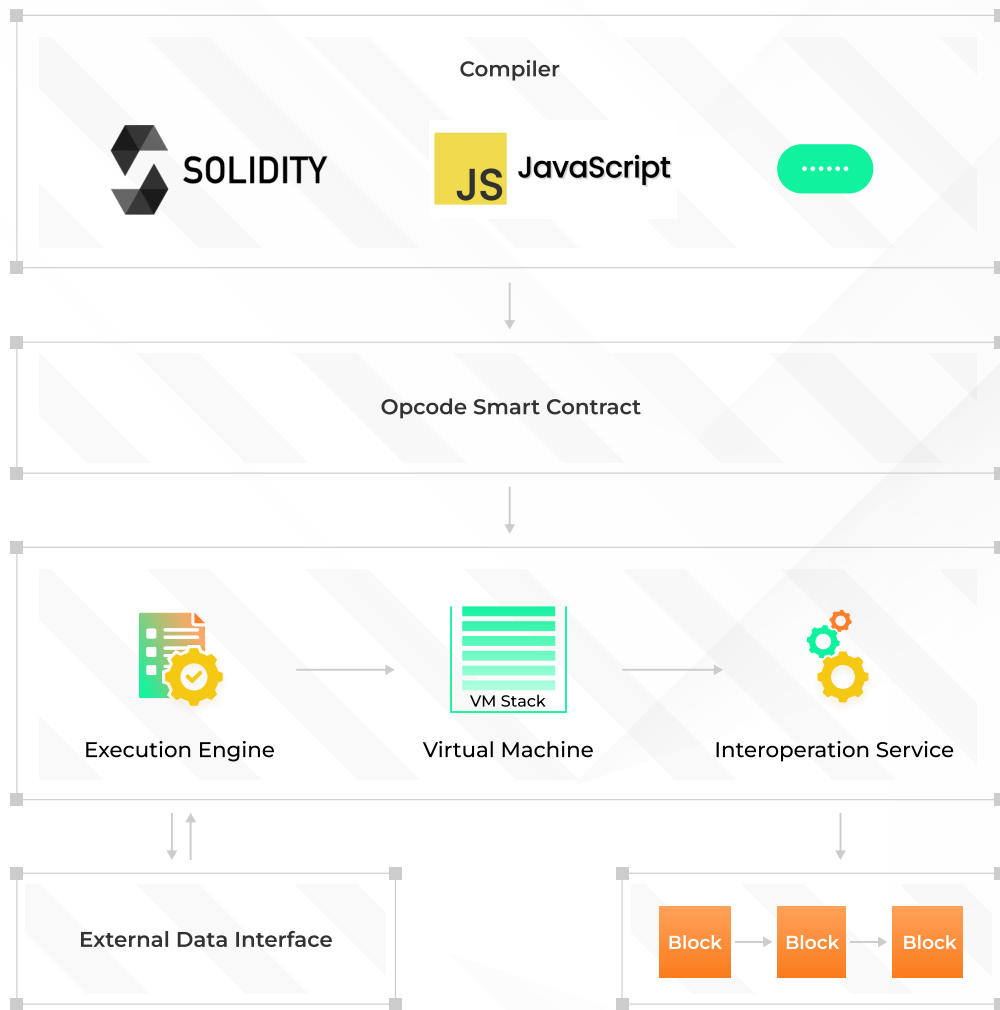 Compiler
SOLIDITY
JS JavaScript
......
Opcode Smart Contract
VM Stack
Execution Engine
Virtual Machine
Interoperation Service
External Data Interface
Block
Block
Block